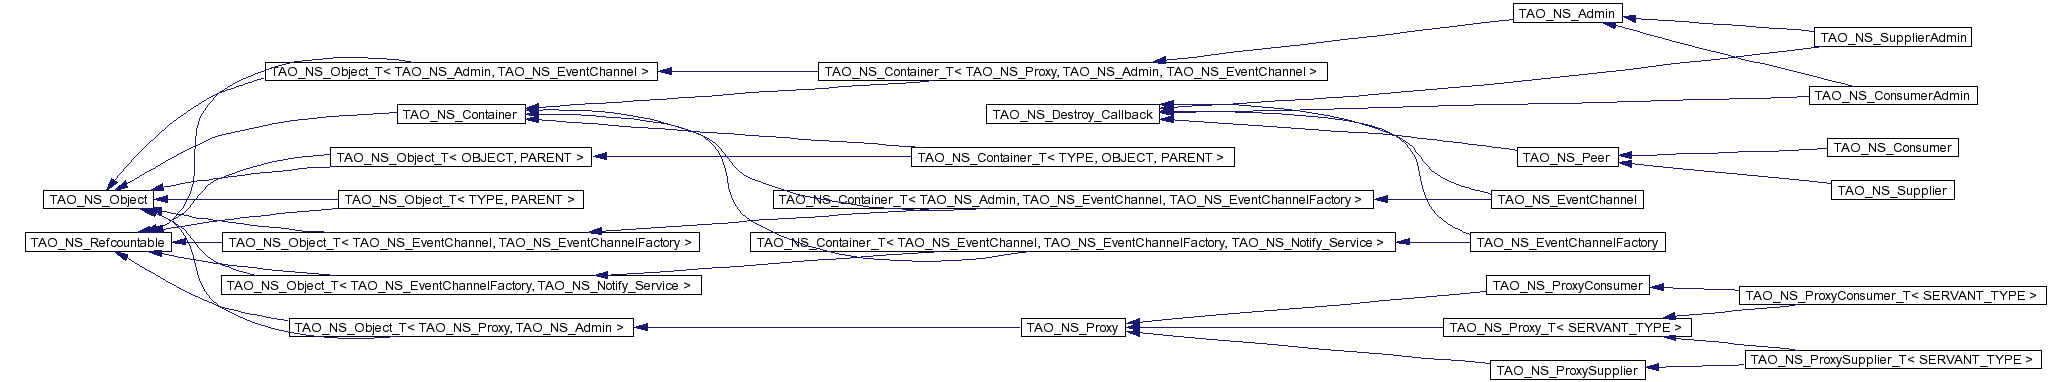 TAO_NS_Admin
TAO_NS_SupplierAdmin
TAO_NS_Object_T< TAO_NS_Admin, TAO_NS_EventChannel >
TAO_NS_Container_T< TAO_NS_Proxy, TAO_NS_Admin, TAO_NS_EventChannel >
TAO_NS_ConsumerAdmin
TAO_NS_Container
TAO_NS_Destroy_Callback
TAO_NS_Consumer
TAO_NS_Object_T< OBJECT, PARENT >
TAO_NS_Container_T< TYPE, OBJECT, PARENT >
TAO_NS_Peer
TAO_NS_Supplier
TAO_NS_Object
TAO_NS_Object_T< TYPE, PARENT >
TAO_NS_Container_T< TAO_NS_Admin, TAO_NS_EventChannel, TAO_NS_EventChannelFactory >
TAO_NS_EventChannel
TAO_NS_Refcountable
TAO_NS_Object_T< TAO_NS_EventChannel, TAO_NS_EventChannelFactory >
TAO_NS_Container_T< TAO_NS_EventChannel, TAO_NS_EventChannelFactory, TAO_NS_Notify_Service >
TAO_NS_EventChannelFactory
TAO_NS_Object_T< TAO_NS_EventChannelFactory, TAO_NS_Notify_Service >
TAO_NS_ProxyConsumer
TAO_NS_ProxyConsumer_T< SERVANT_TYPE >
TAO_NS_Object_T< TAO_NS_Proxy, TAO_NS_Admin >
TAO_NS_Proxy
TAO_NS_Proxy_T< SERVANT_TYPE >
TAO_NS_ProxySupplier_T< SERVANT_TYPE >
TAO_NS_ProxySupplier